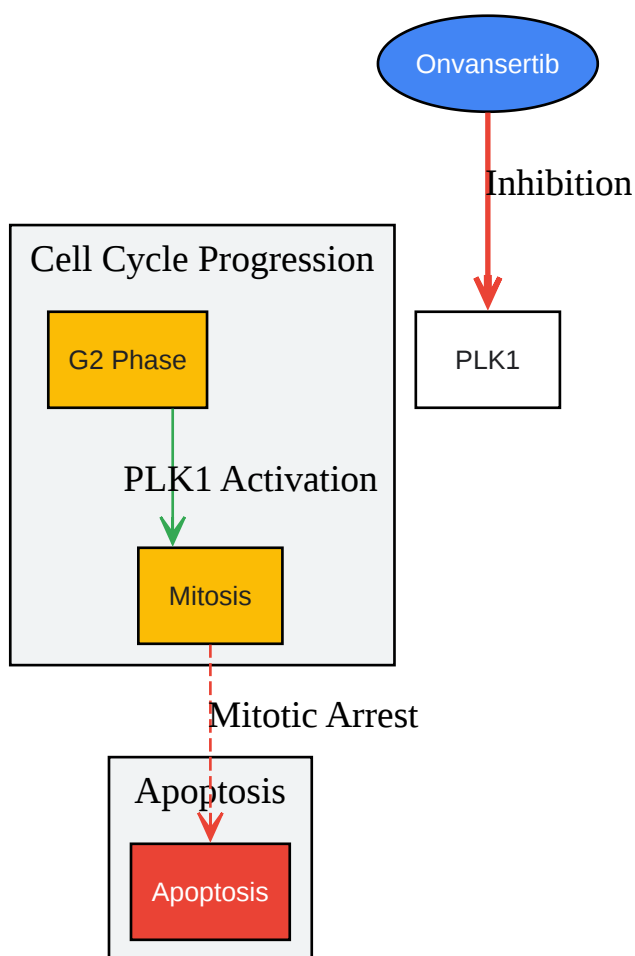 Onvansertib
Inhibition
Cell Cycle Progression
G2 Phase
PLK1
PLK1 Activation
Mitosis
Mitotic Arrest
Apoptosis
Apoptosis